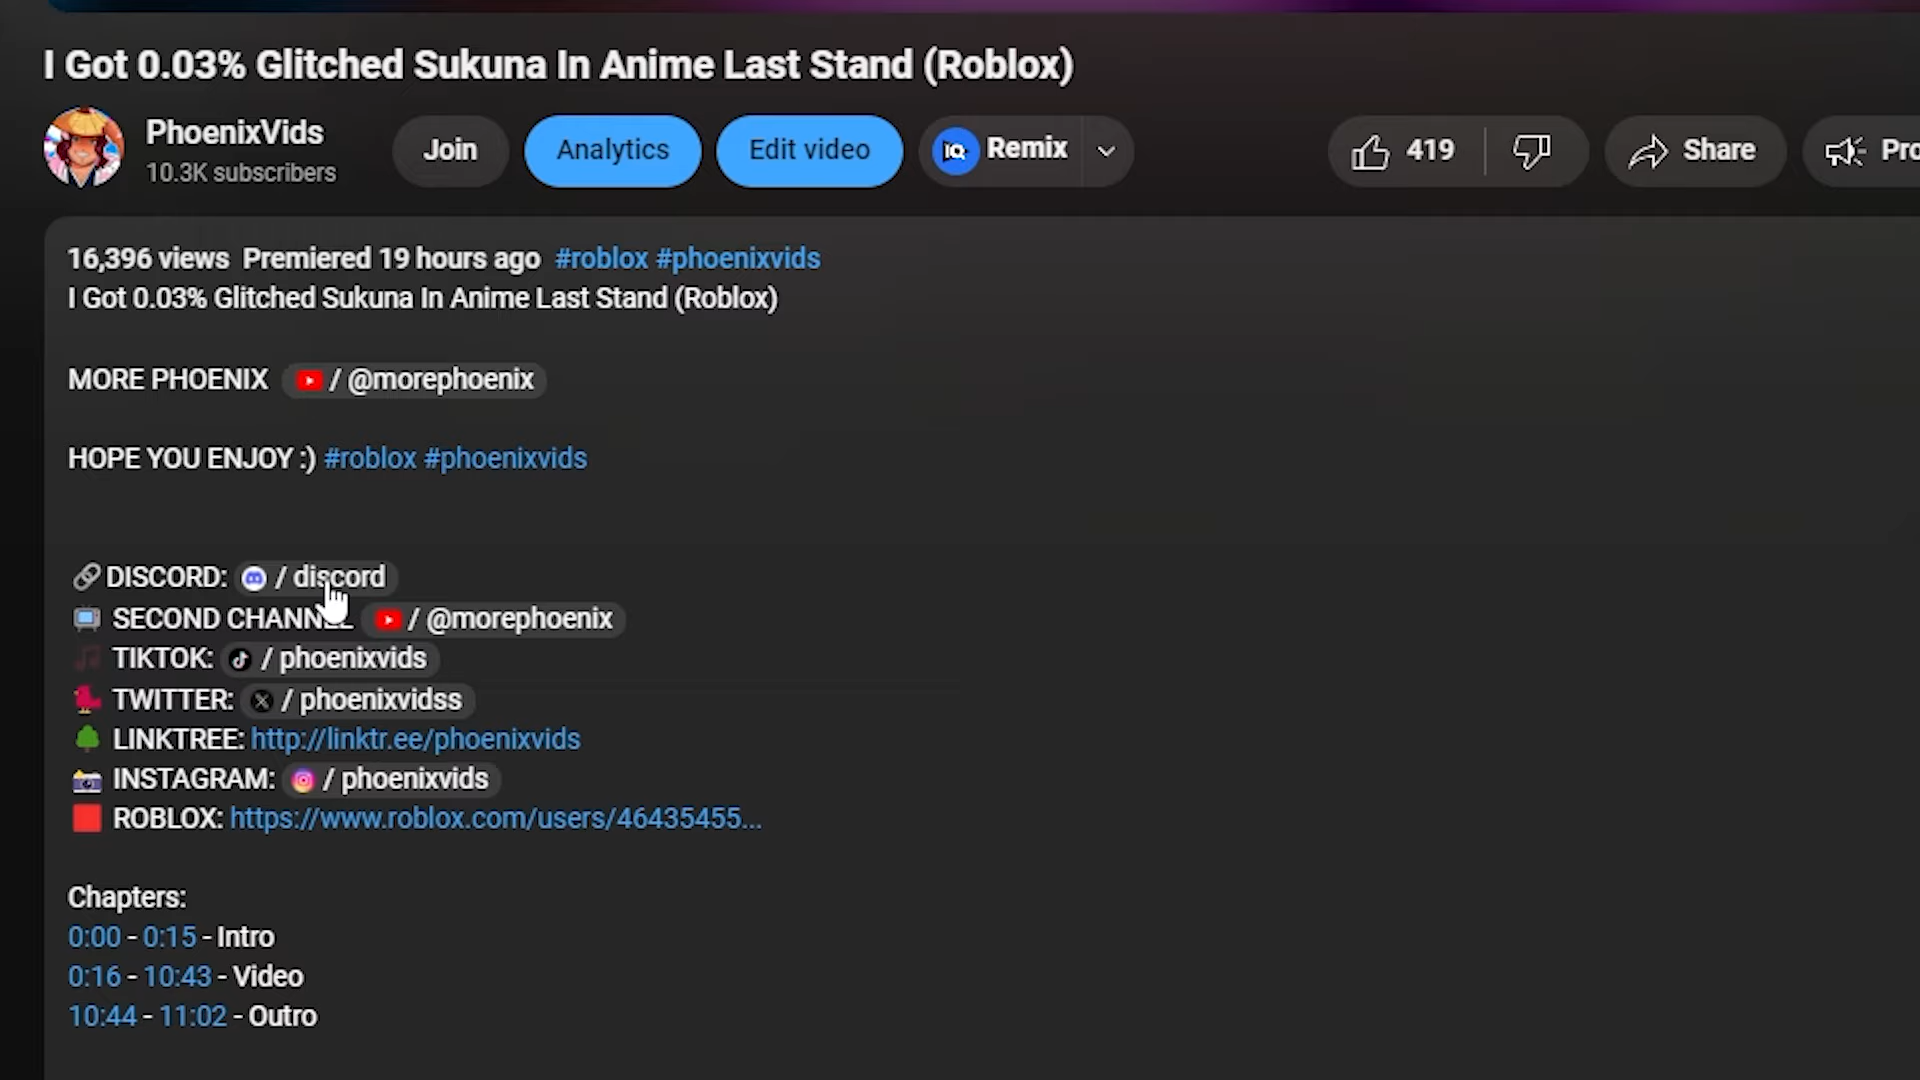 I Got 0.03% Glitched Sukuna In Anime Last Stand (Roblox)
PhoenixVids
10.3K subscribers
Join
Analytics
Edit video
IQ
Remix
419
Share
Pro
16,396 views Premiered 19 hours ago #roblox #phoenixvids
I Got 0.03% Glitched Sukuna In Anime Last Stand (Roblox)
MORE PHOENIX / @morephoenix
HOPE YOU ENJOY :) #roblox #phoenixvids
DISCORD: / discord
SECOND CHANNEL / @morephoenix
TIKTOK: / phoenixvids
TWITTER: / phoenixvidss
LINKTREE: http://linktr.ee/phoenixvids
INSTAGRAM: / phoenixvids
ROBLOX: https://www.roblox.com/users/46435455...
Chapters:
0:00 - 0:15 - Intro
0:16 - 10:43 - Video
10:44 - 11:02 - Outro